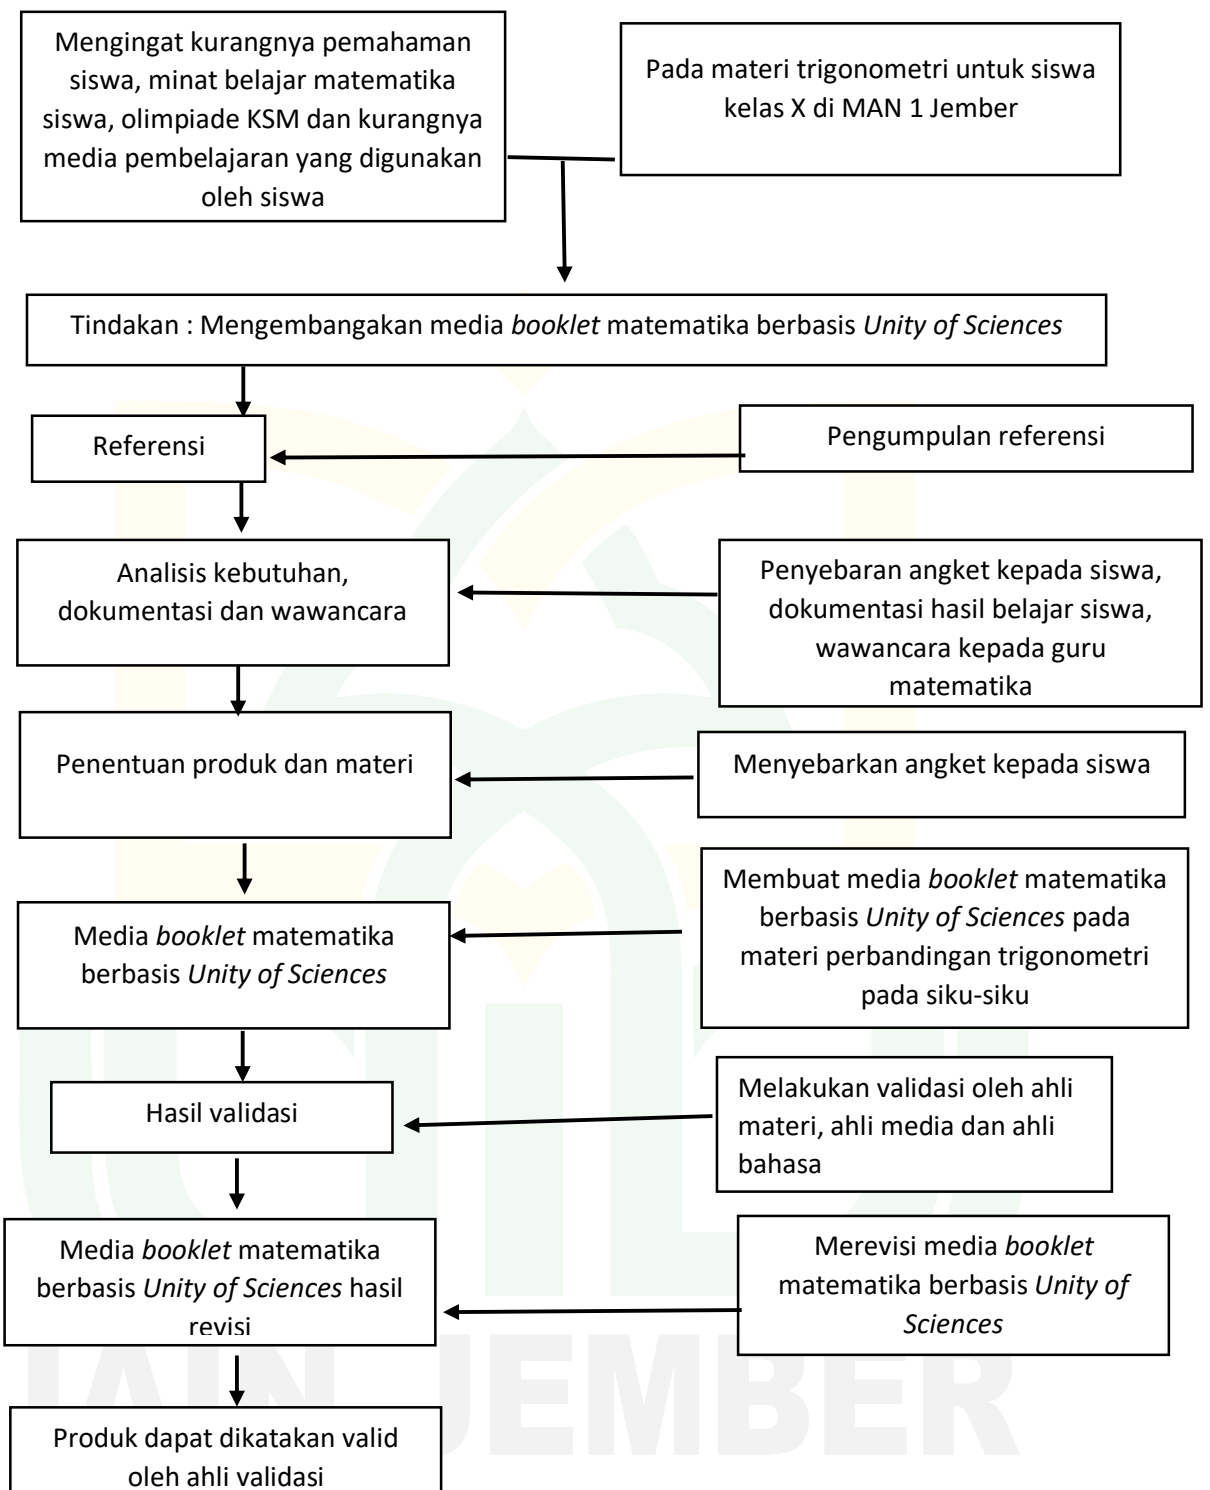 Mengingat kurangnya pemahaman
siswa, minat belajar matematika
siswa, olimpiade KSM dan kurangnya
media pembelajaran yang digunakan
oleh siswa
Pada materi trigonometri untuk siswa
kelas X di MAN 1 Jember
Tindakan : Mengembangakan media booklet matematika berbasis Unity of Sciences
Referensi
Pengumpulan referensi
Analisis kebutuhan,
dokumentasi dan wawancara
Penyebaran angket kepada siswa,
dokumentasi hasil belajar siswa,
wawancara kepada guru
matematika
Penentuan produk dan materi
Menyebarkan angket kepada siswa
Media booklet matematika
berbasis Unity of Sciences
Membuat media booklet matematika
berbasis Unity of Sciences pada
materi perbandingan trigonometri
pada siku-siku
Hasil validasi
Melakukan validasi oleh ahli
materi, ahli media dan ahli
bahasa
Media booklet matematika
berbasis Unity of Sciences hasil
revisi
Merevisi media booklet
matematika berbasis Unity of
Sciences
Produk dapat dikatakan valid
oleh ahli validasi
IAIN JEMBER